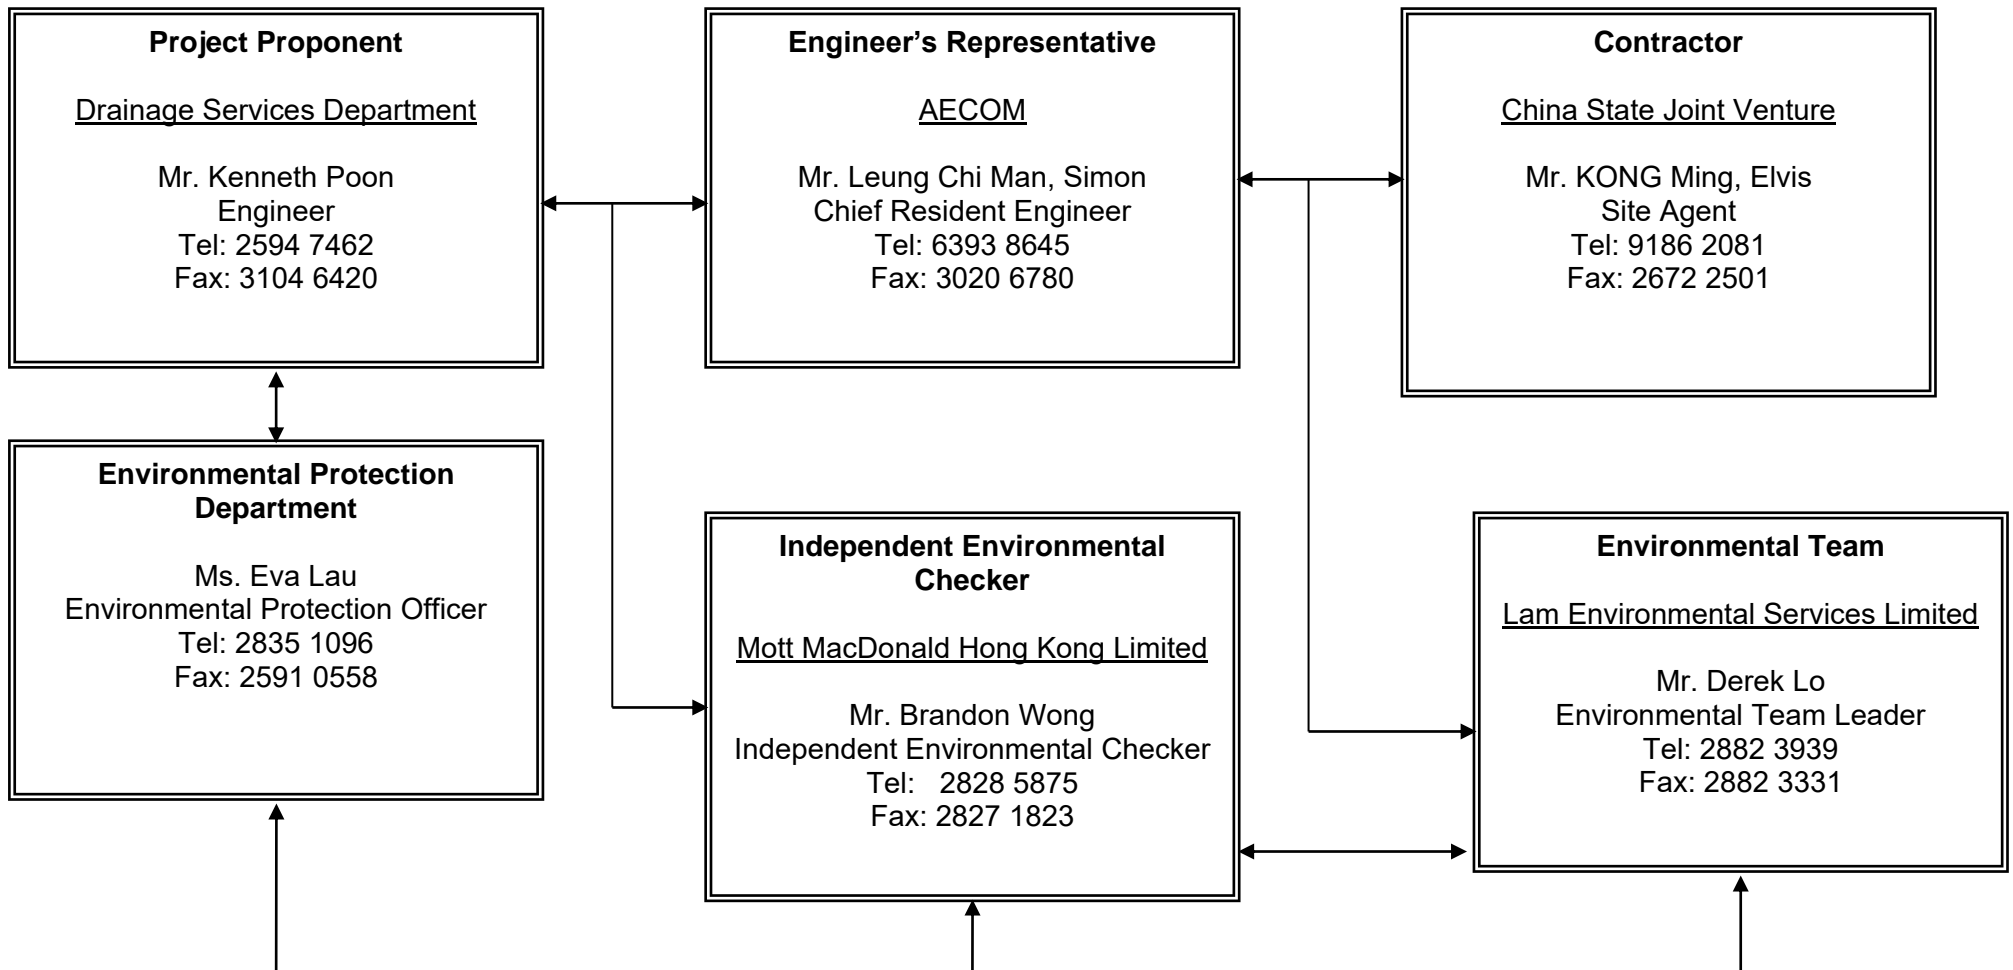 Project Proponent
Drainage Services Department
Mr. Kenneth Poon
Engineer
Tel: 2594 7462
Fax: 3104 6420
Engineer’s Representative
AECOM
Mr. Leung Chi Man, Simon
Chief Resident Engineer
Tel: 6393 8645
Fax: 3020 6780
Contractor
China State Joint Venture
Mr. KONG Ming, Elvis
Site Agent
Tel: 9186 2081
Fax: 2672 2501
Environmental Protection
Department
Ms. Eva Lau
Environmental Protection Officer
Tel: 2835 1096
Fax: 2591 0558
Independent Environmental
Checker
Mott MacDonald Hong Kong Limited
Mr. Brandon Wong
Independent Environmental Checker
Tel:   2828 5875
Fax: 2827 1823
Environmental Team
Lam Environmental Services Limited
Mr. Derek Lo
Environmental Team Leader
Tel: 2882 3939
Fax: 2882 3331